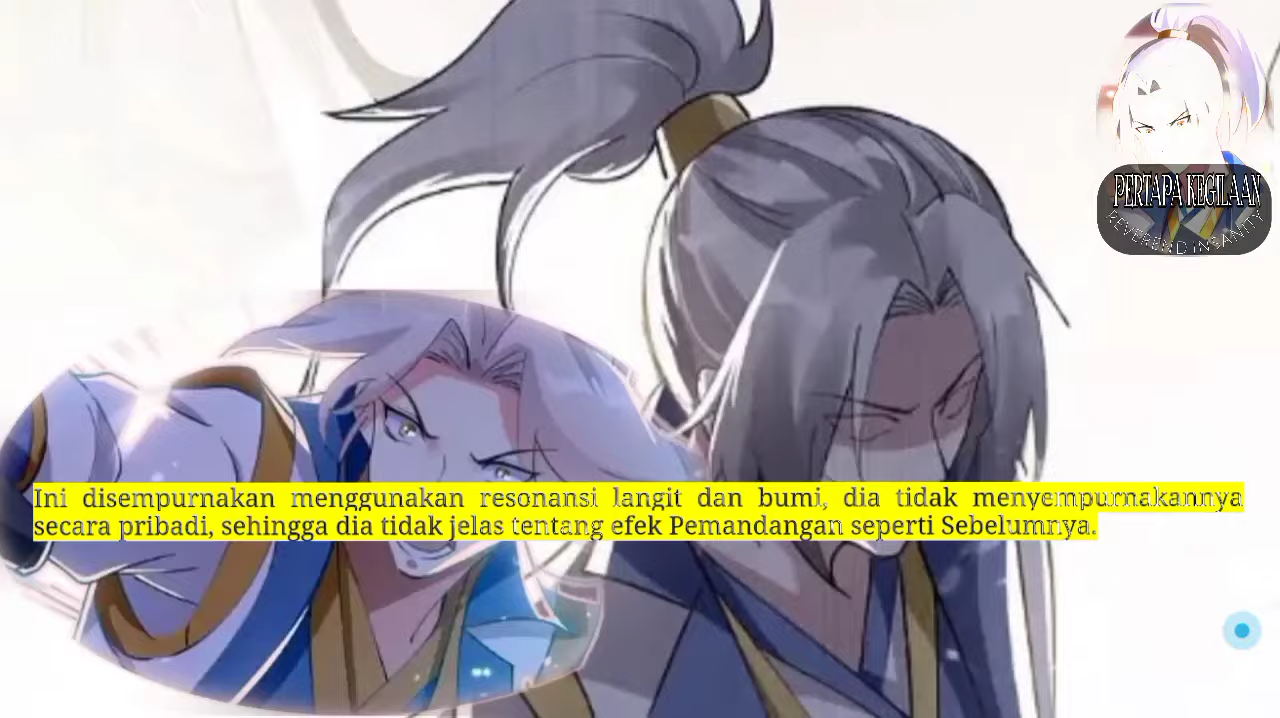 PERTAPA KEGILAAN
REVEREND INSANITY
Ini disempurnakan menggunakan resonansi langit dan bumi, dia tidak menyempurnakannya
secara pribadi, sehingga dia tidak jelas tentang efek Pemandangan seperti Sebelumnya.